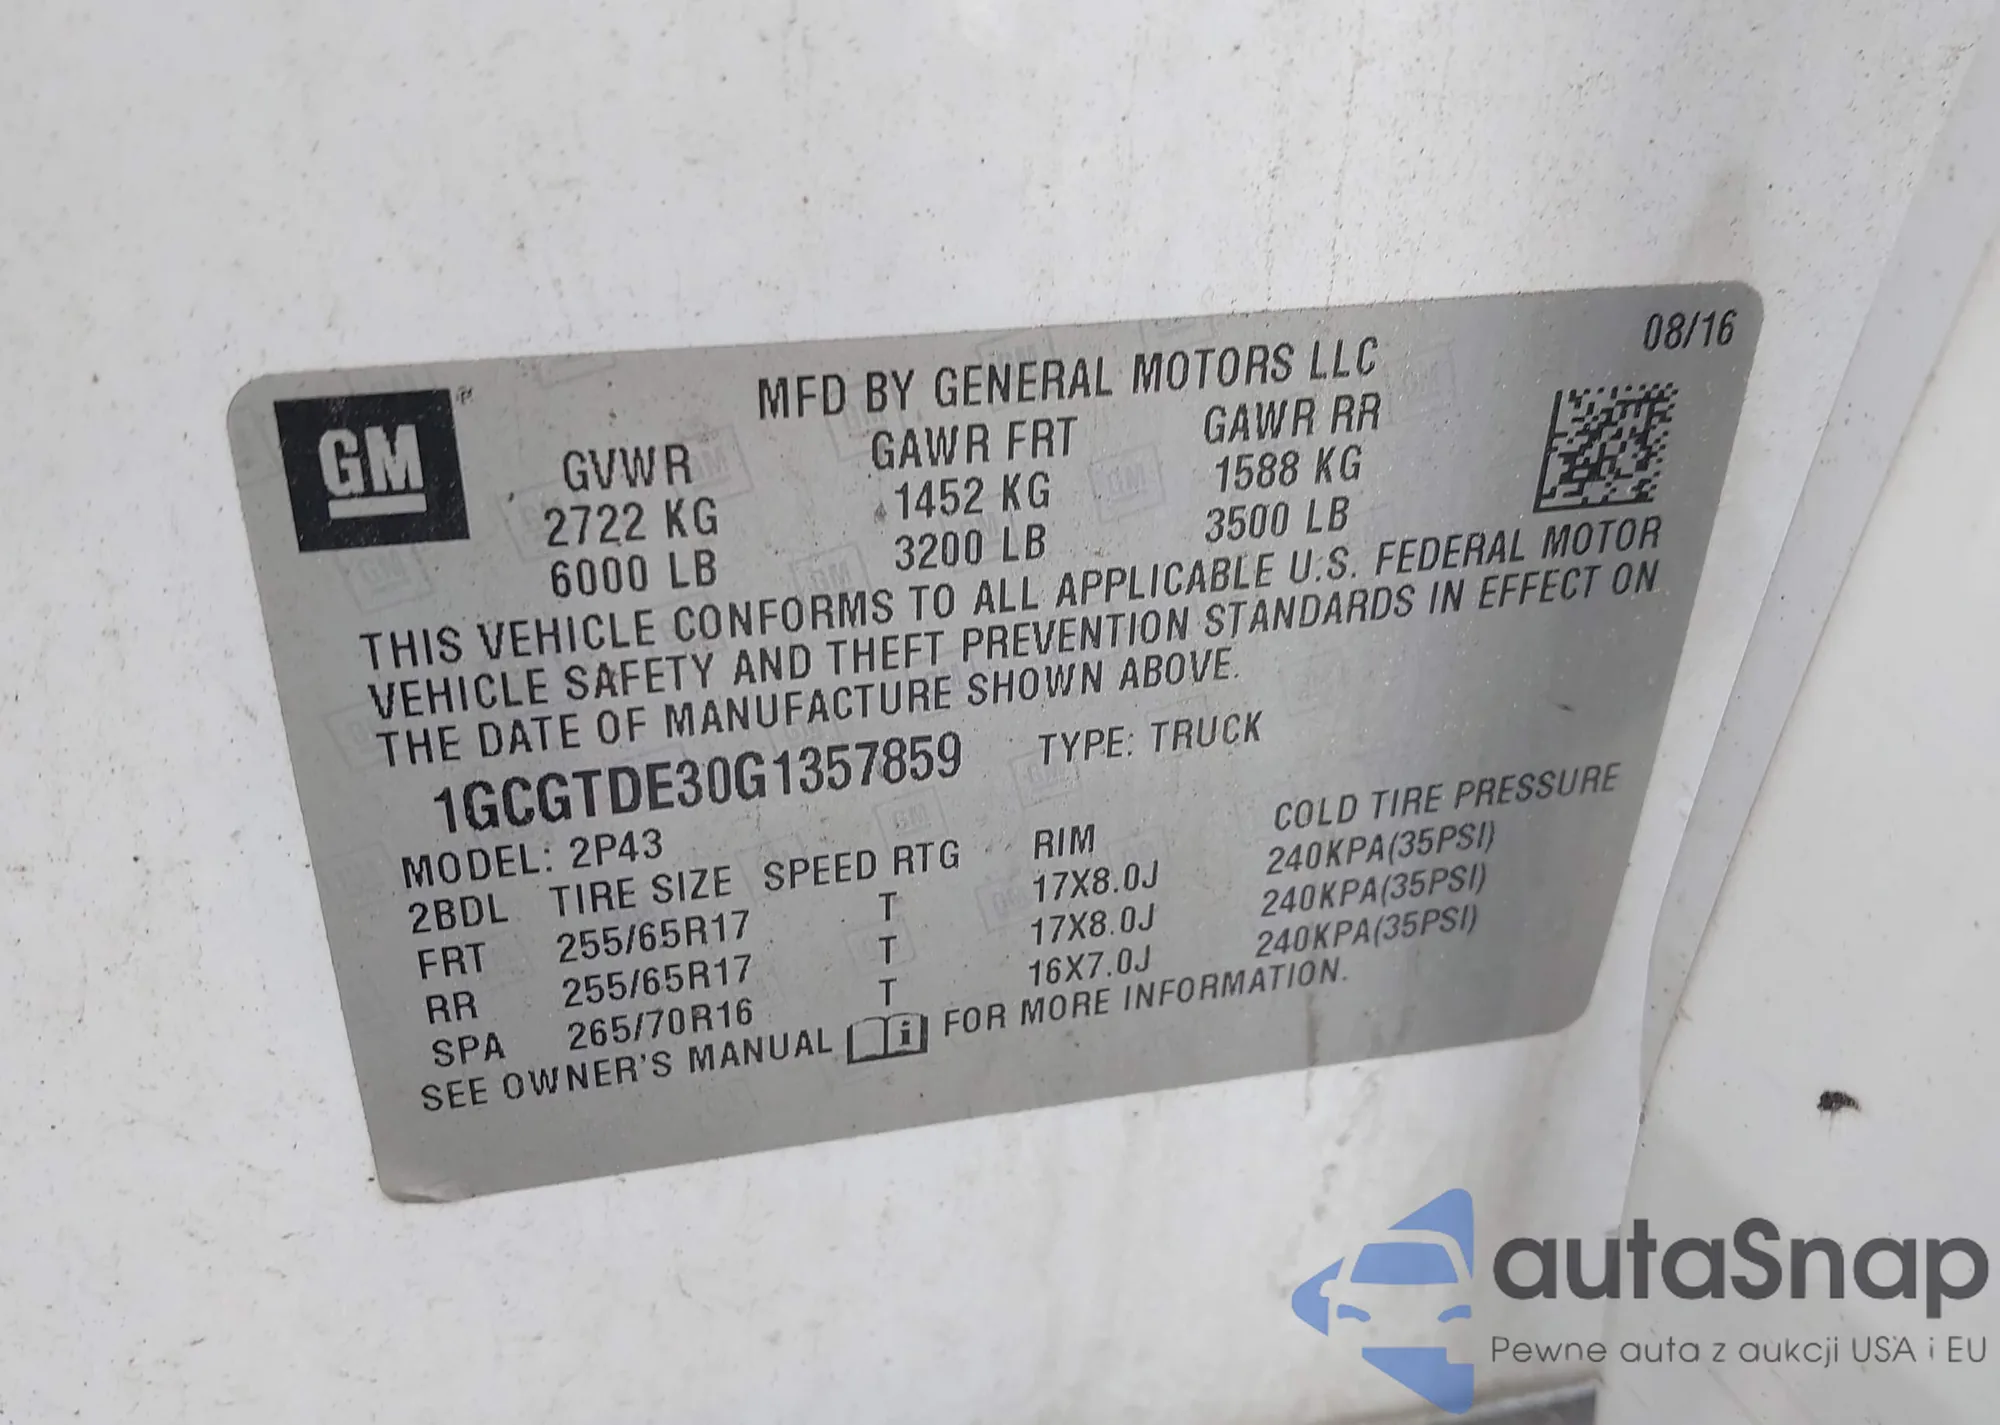 08/16
GM
MFD BY GENERAL MOTORS LLC
GVWR GAWR FRT GAWR RR
2722 KG 1452 KG 1588 KG
6000 LB 3200 LB 3500 LB
THIS VEHICLE CONFORMS TO ALL APPLICABLE U.S. FEDERAL MOTOR
VEHICLE SAFETY AND THEFT PREVENTION STANDARDS IN EFFECT ON
THE DATE OF MANUFACTURE SHOWN ABOVE.
1GCGTDE30G1357859 TYPE: TRUCK
MODEL: 2P43
2BDL TIRE SIZE SPEED RTG RIM COLD TIRE PRESSURE
FRT 255/65R17 T 17X8.0J 240KPA(35PSI)
RR 255/65R17 T 17X8.0J 240KPA(35PSI)
SPA 265/70R16 T 16X7.0J 240KPA(35PSI)
SEE OWNER'S MANUAL i FOR MORE INFORMATION.
autaSnap
Pewne auta z aukcji USA i EU